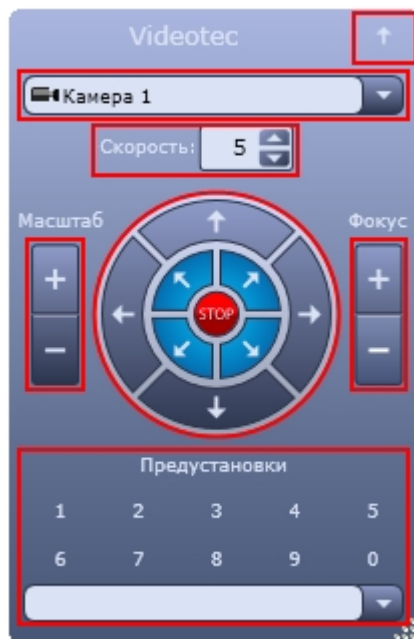 Videotec
Камера 1
Скорость: 5
Масштаб
Фокус
+ +
STOP
− −
Предустановки
1 2 3 4 5
6 7 8 9 0